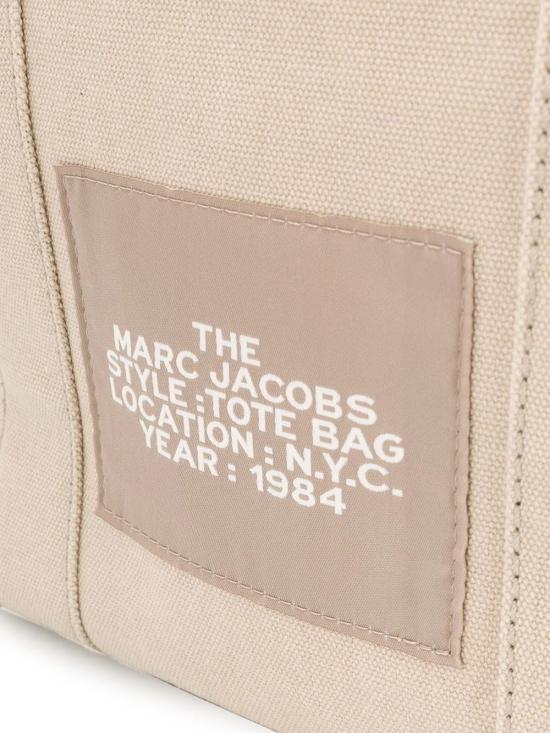 THE
MARC JACOBS
STYLE :TOTE BAG
LOCATION : N.Y.C.
YEAR : 1984